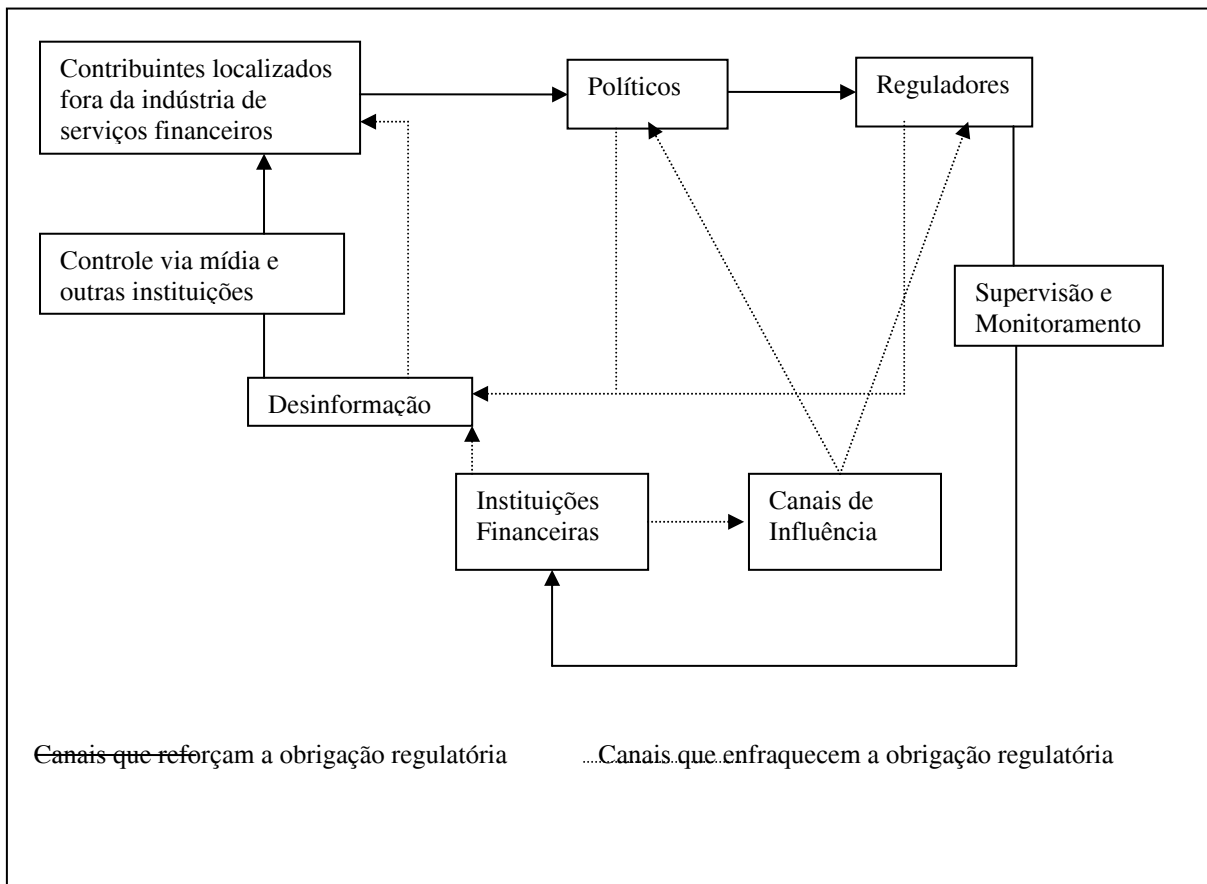 Contribuintes localizados
fora da indústria de
serviços financeiros
Políticos
Reguladores
Controle via mídia e
outras instituições
Supervisão e
Monitoramento
Desinformação
Instituições
Financeiras
Canais de
Influência
Canais que reforçam a obrigação regulatória
Canais que enfraquecem a obrigação regulatória